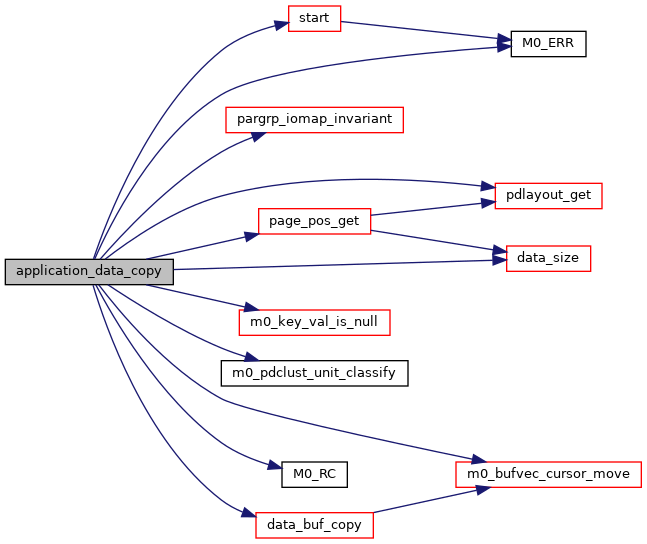 start
M0_ERR
pargrp_iomap_invariant
pdlayout_get
page_pos_get
data_size
application_data_copy
m0_key_val_is_null
m0_pdclust_unit_classify
M0_RC
m0_bufvec_cursor_move
data_buf_copy